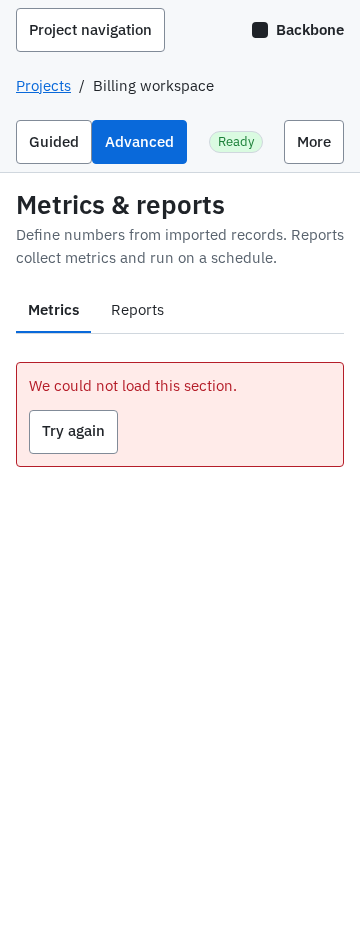 Project navigation
Backbone
Projects / Billing workspace
Guided
Advanced
Ready
More
Metrics & reports
Define numbers from imported records. Reports
collect metrics and run on a schedule.
Metrics
Reports
We could not load this section.
Try again